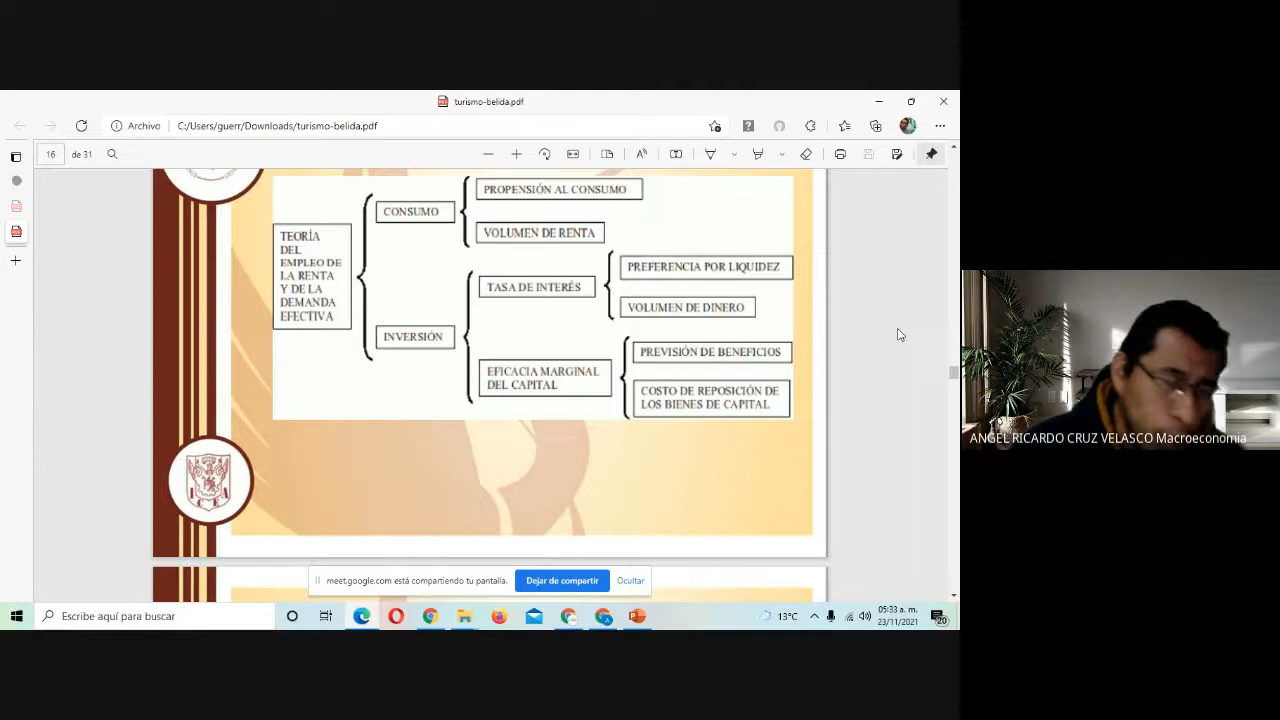 turismo-belida.pdf
Archivo
C:/Users/guerr/Downloads/turismo-belida.pdf
16
de 31
PROPENSIÓN AL CONSUMO
CONSUMO
VOLUMEN DE RENTA
TEORÍA
DEL
EMPLEO DE
LA RENTA
Y DE LA
DEMANDA
EFECTIVA
PREFERENCIA POR LIQUIDEZ
TASA DE INTERÉS
VOLUMEN DE DINERO
INVERSIÓN
PREVISIÓN DE BENEFICIOS
EFICACIA MARGINAL
DEL CAPITAL
COSTO DE REPOSICIÓN DE
LOS BIENES DE CAPITAL
I C E A
ANGEL RICARDO CRUZ VELASCO Macroeconomia
meet.google.com está compartiendo tu pantalla.
Dejar de compartir
Ocultar
Escribe aquí para buscar
13°C
05:33 a. m.
23/11/2021
20